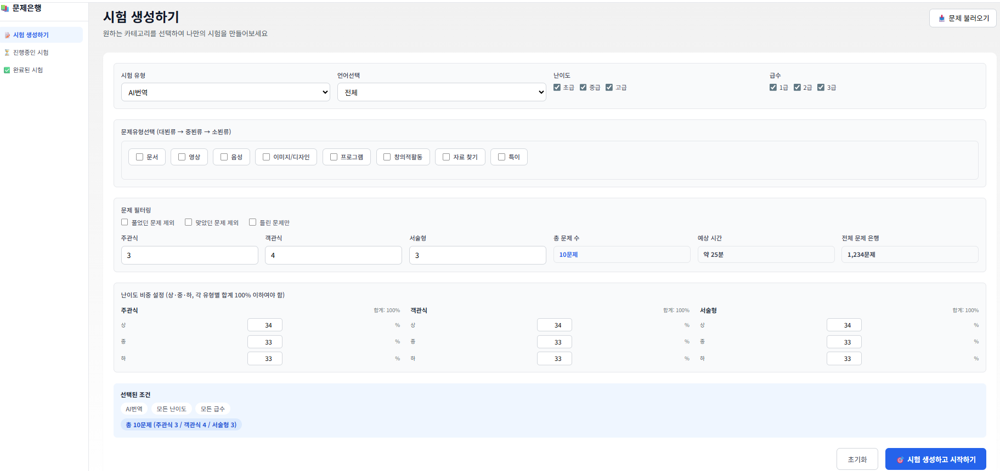 문제은행
시험 생성하기
진행중인 시험
완료된 시험
시험 생성하기
원하는 카테고리를 선택하여 나만의 시험을 만들어보세요
문제 불러오기
시험 유형 언어선택 난이도 급수
AI번역 전체 초급 중급 고급 1급 2급 3급
문제유형선택 (대뷘류 → 중뷘류 → 소뷘류)
문서 영상 음성 이미지/디자인 프로그램 창의적활동 자료 찾기 특이
문제 필터링
풀었던 문제 제외 맞았던 문제 제외 틀린 문제만
주관식 객관식 서술형 총 문제 수 예상 시간 전체 문제 은행
3 4 3 10문제 약 25분 1,234문제
난이도 비중 설정 (상·중·하, 각 유형별 합계 100% 이하여야 함)
주관식 합계: 100% 객관식 합계: 100% 서술형 합계: 100%
상 34 % 상 34 % 상 34 %
중 33 % 중 33 % 중 33 %
하 33 % 하 33 % 하 33 %
선택된 조건
AI번역 모든 난이도 모든 급수
총 10문제 (주관식 3 / 객관식 4 / 서술형 3)
초기화 시험 생성하고 시작하기